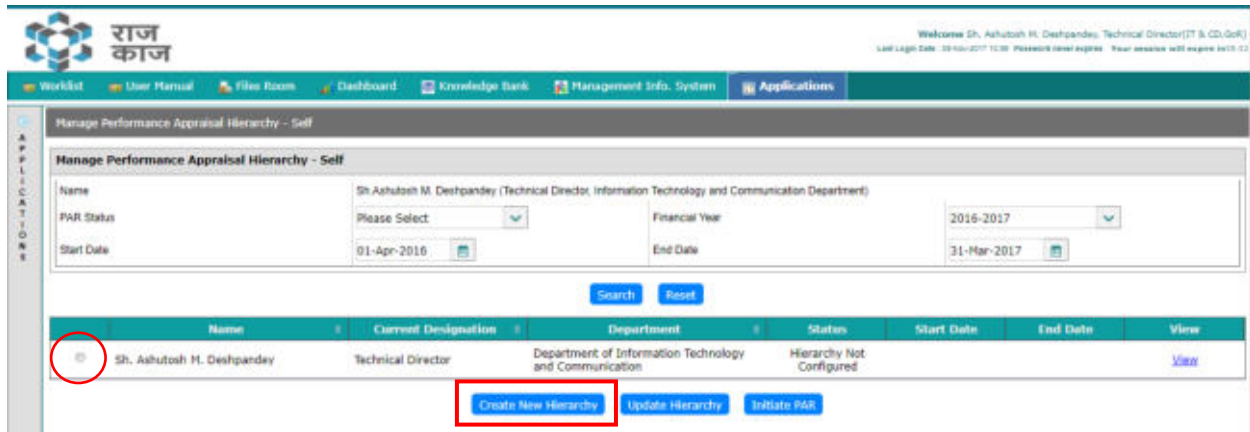 राज
काज
Welcome Sh. Ashutosh M. Deshpandey, Technical Director(IT & CD,GoR)
Last Login Date :
Worklist User Manual Files Room Dashboard Knowledge Bank Management Info. System Applications
APPLICATIONS
Manage Performance Appraisal Hierarchy - Self
Manage Performance Appraisal Hierarchy - Self
Name Sh.Ashutosh M. Deshpandey (Technical Director, Information Technology and Communication Department)
PAR Status Please Select Financial Year 2016-2017
Start Date 01-Apr-2016 End Date 31-Mar-2017
Search Reset
Name Current Designation Department Status Start Date End Date View
Sh. Ashutosh M. Deshpandey Technical Director Department of Information Technology and Communication Hierarchy Not Configured View
Create New Hierarchy Update Hierarchy Initiate PAR